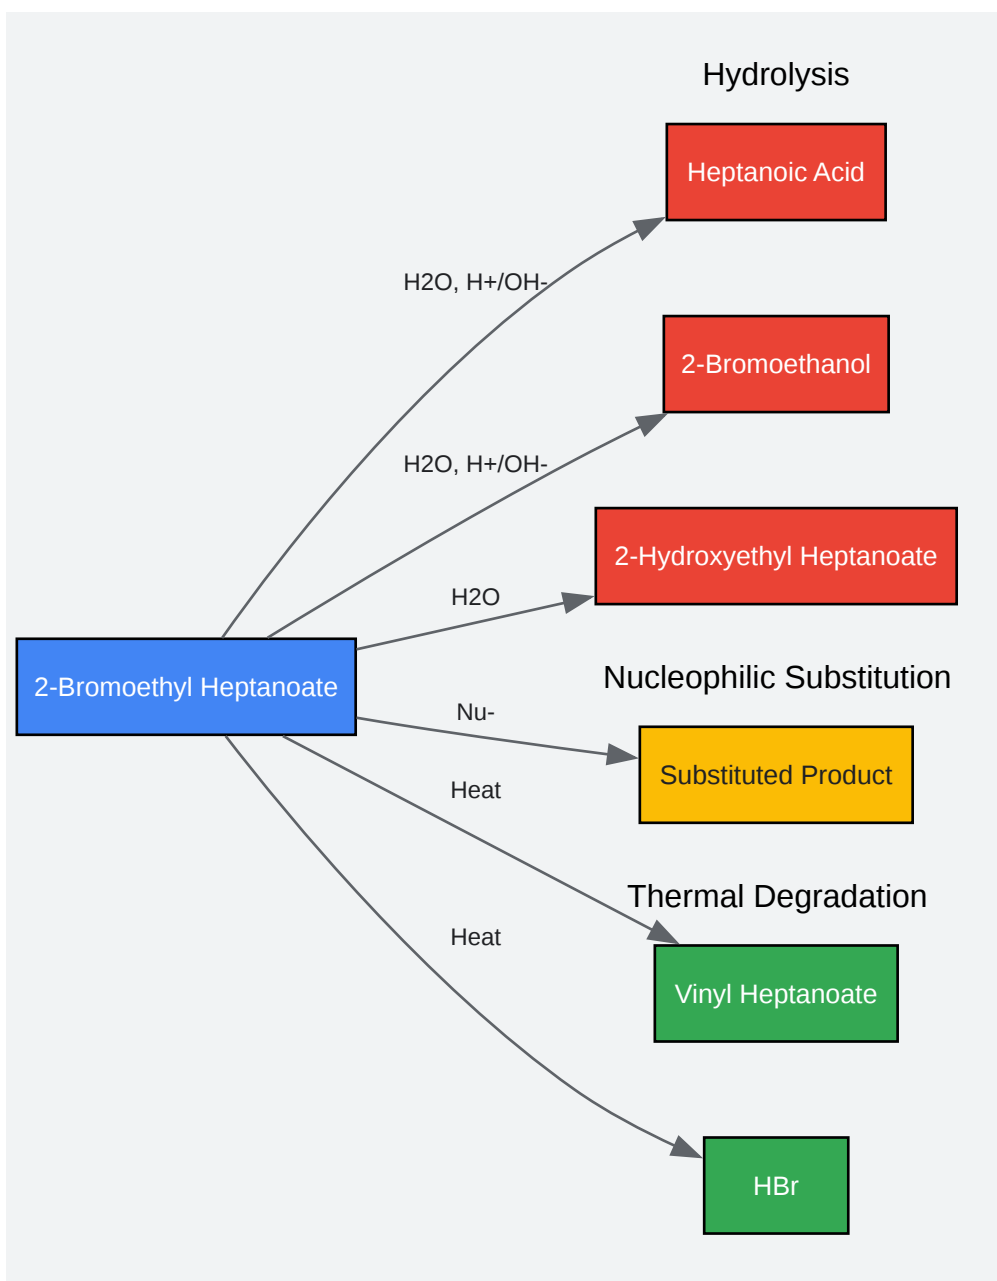 Hydrolysis
Heptanoic Acid
H2O, H+/OH-
2-Bromoethanol
H2O, H+/OH-
2-Hydroxyethyl Heptanoate
H2O
2-Bromoethyl Heptanoate
Nucleophilic Substitution
Nu-
Substituted Product
Heat
Thermal Degradation
Heat
Vinyl Heptanoate
HBr